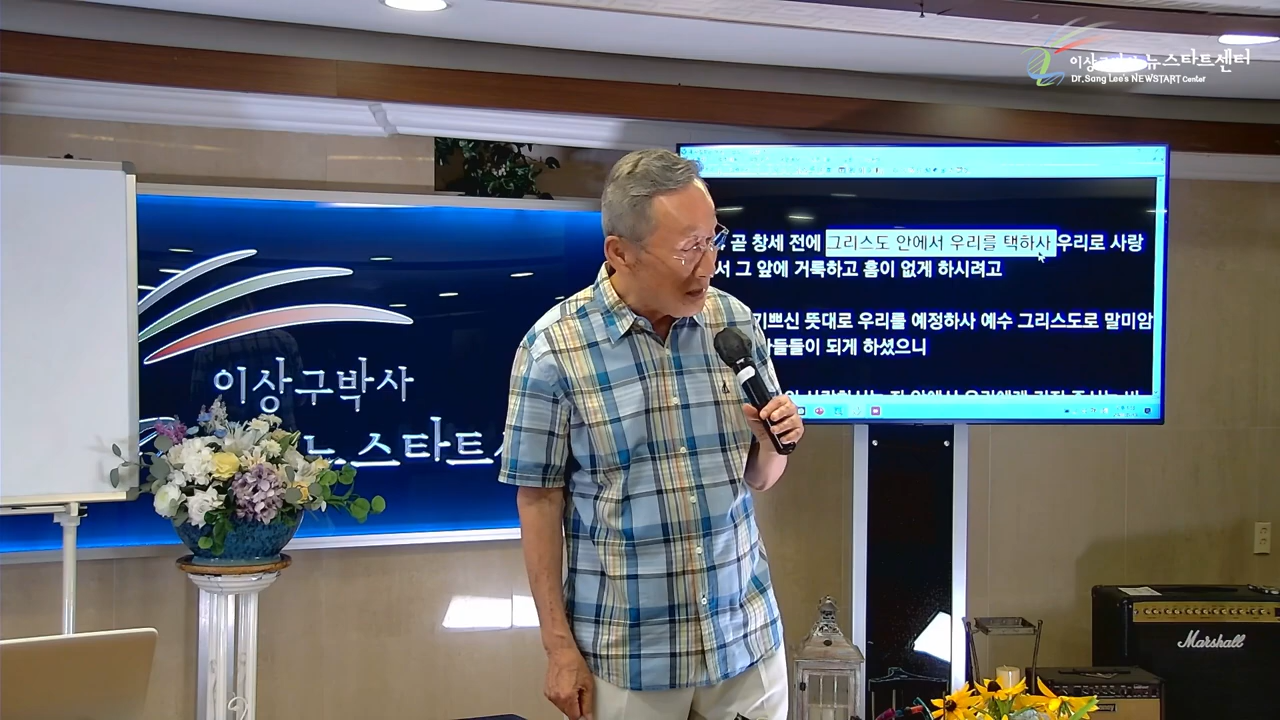 뉴스타트센터
Dr. Sang Lee's NEWSTART Center
곧 창세 전에 그리스도 안에서 우리를 택하사 우리로 사랑
서 그 앞에 거룩하고 흠이 없게 하시려고
기쁘신 뜻대로 우리를 예정하사 예수 그리스도로 말미암
아들들이 되게 하셨으니
이상구박사
뉴스타트
Marshall